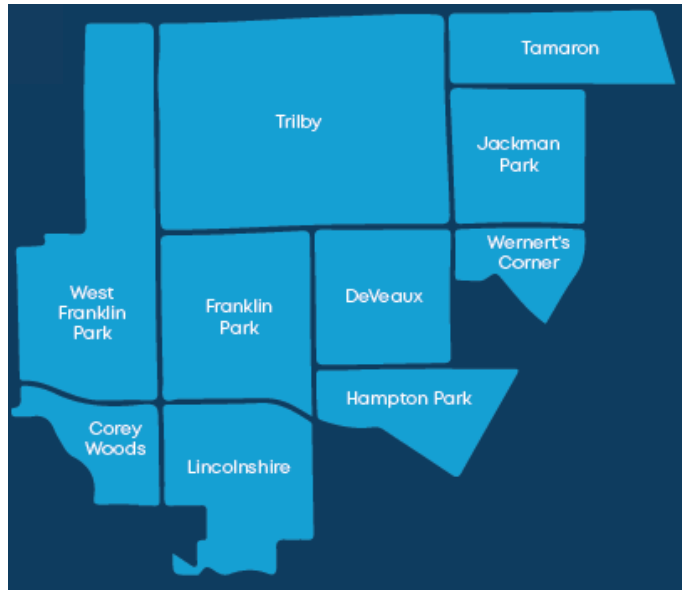 Tamaron
Trilby
Jackman
Park
Wernert's
Corner
West
Franklin
Park
Franklin
Park
DeVeaux
Hampton Park
Corey
Woods
Lincolnshire